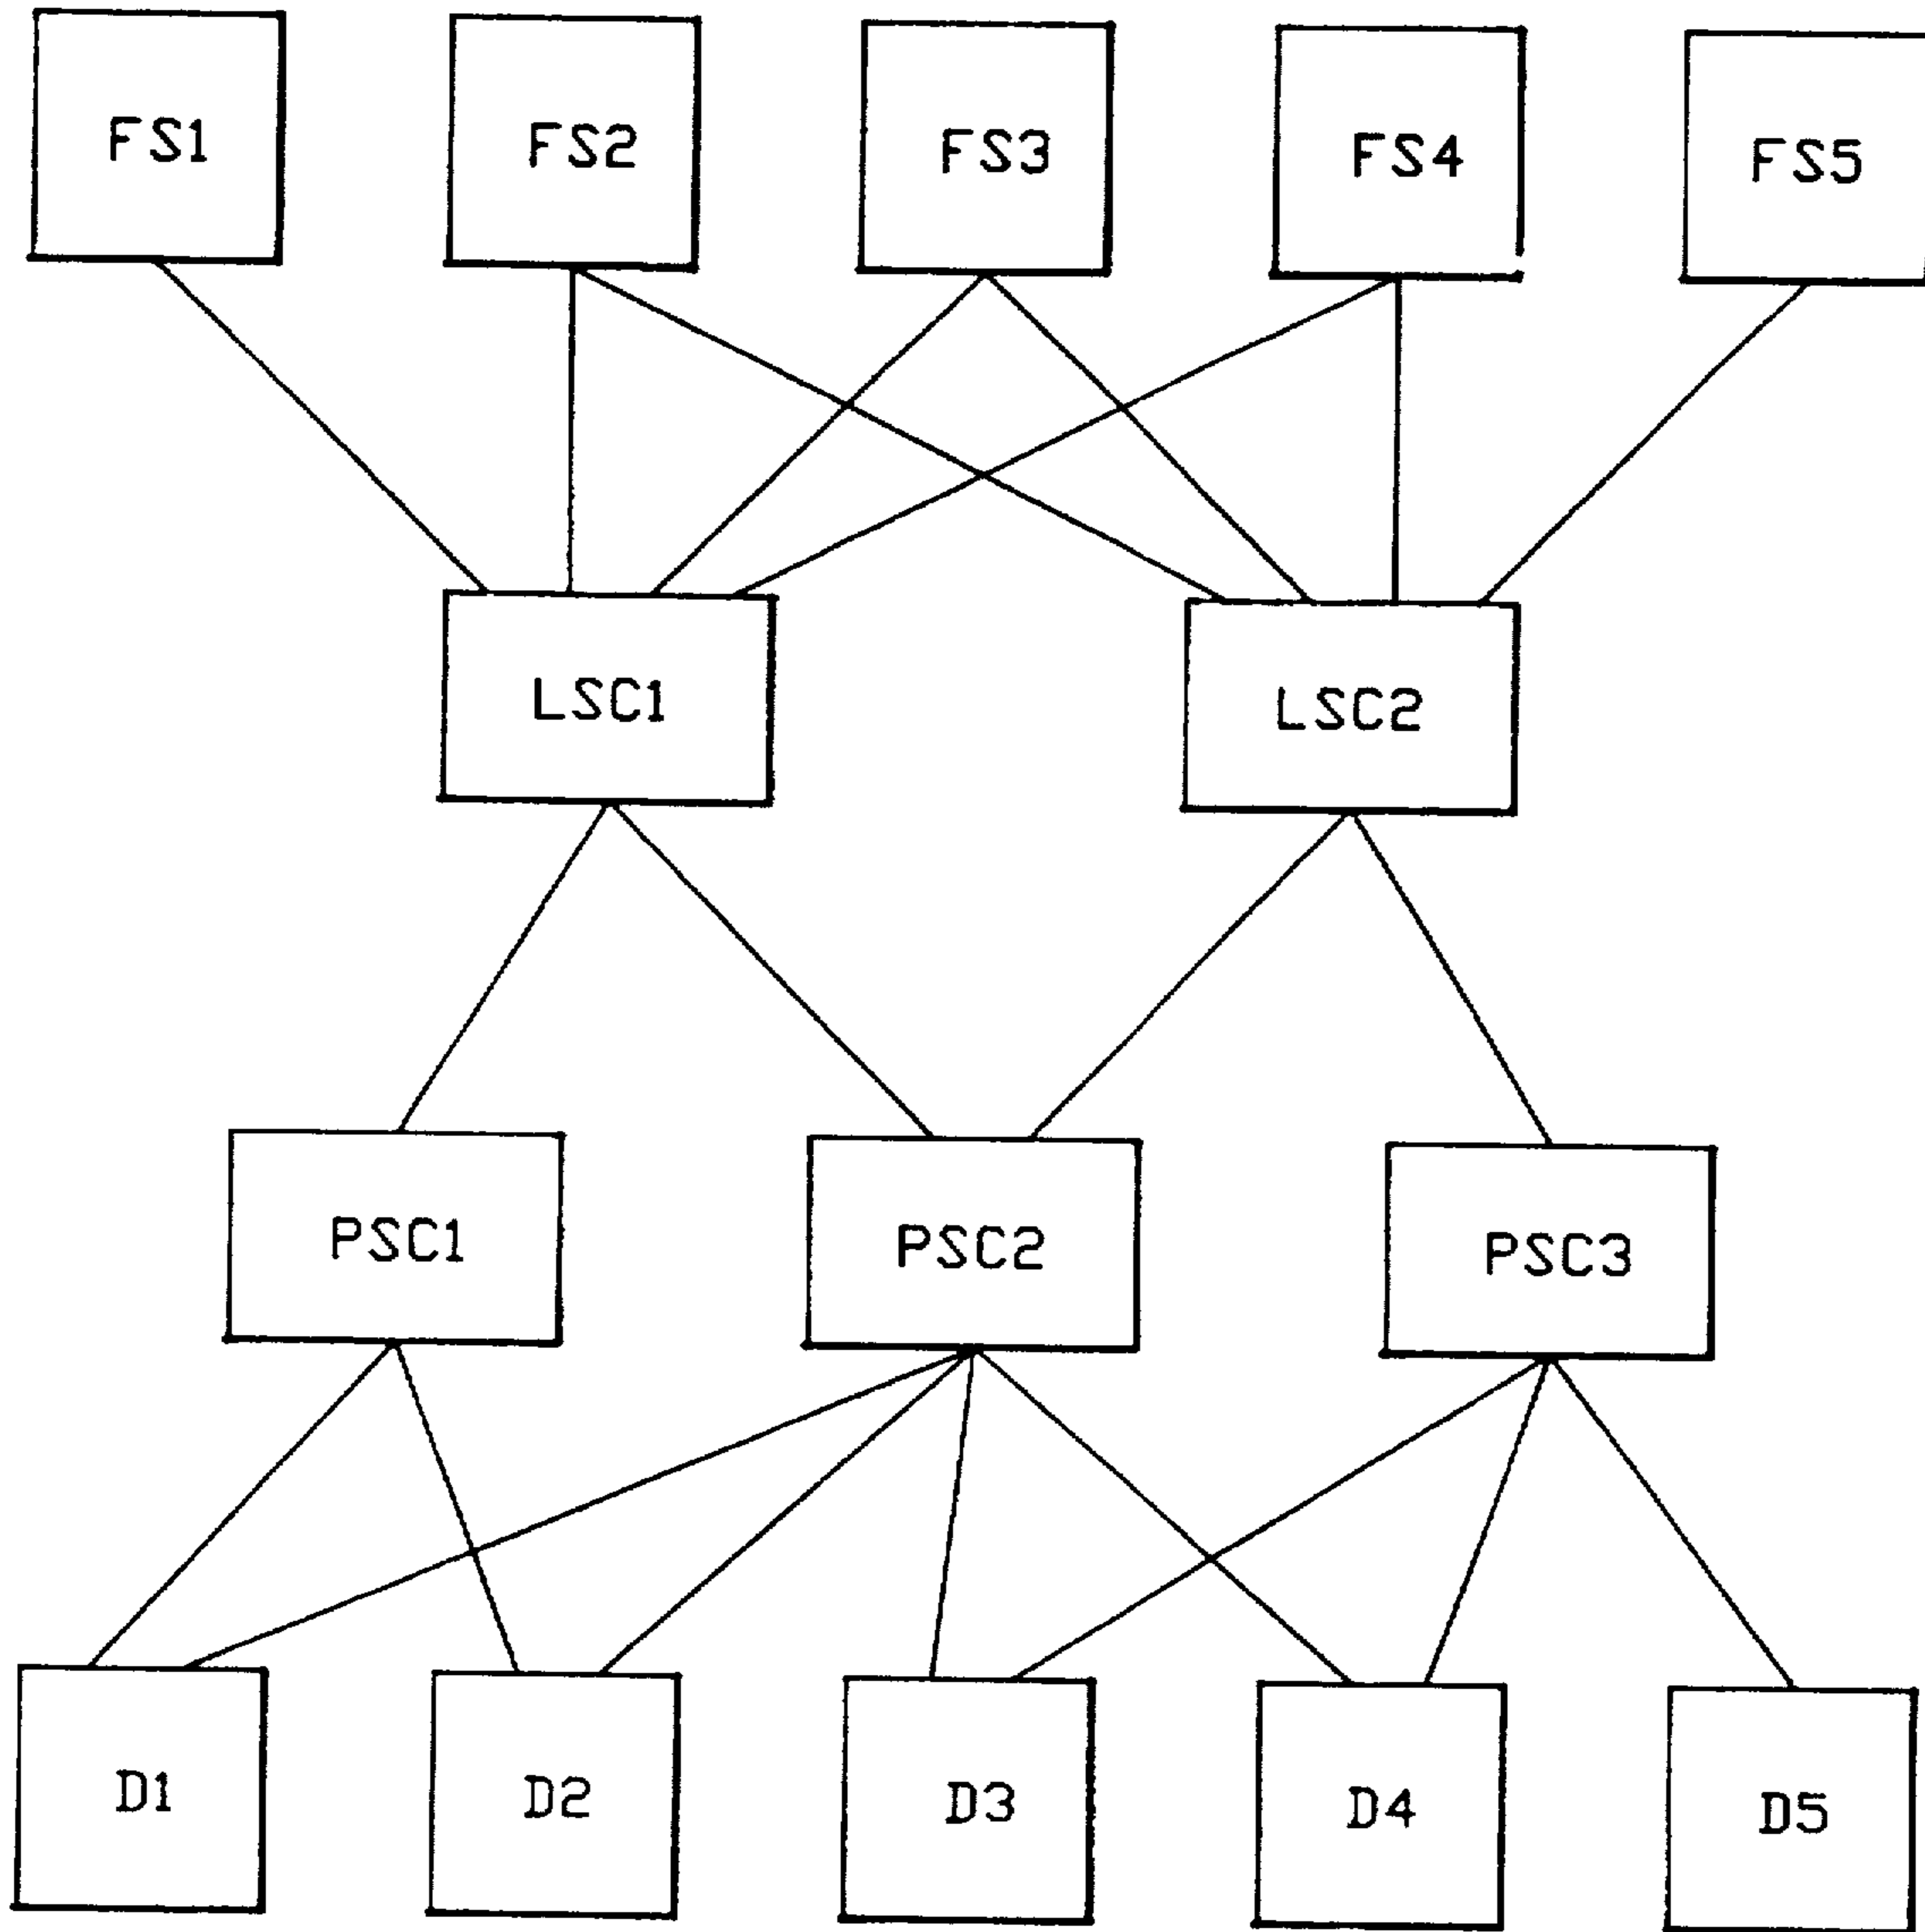 FS1
FS2
FS3
FS4
FS5
LSC1
LSC2
PSC1
PSC2
PSC3
D1
D2
D3
D4
D5